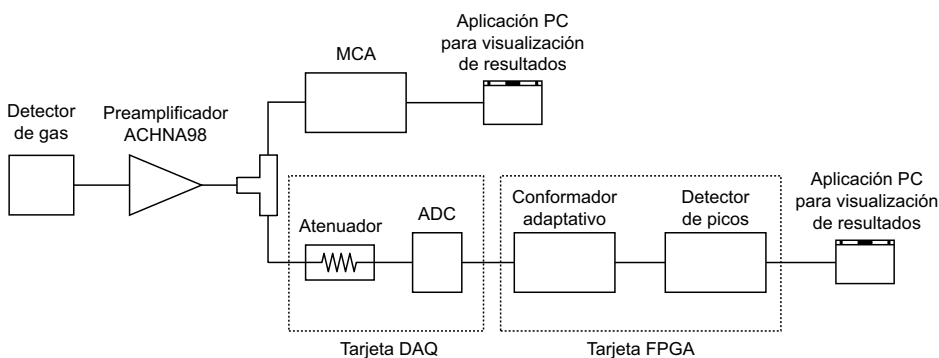 Aplicación PC
para visualización
de resultados
MCA
Detector
de gas
Preamplificador
ACHNA98
Atenuador
ADC
Conformador
adaptativo
Detector
de picos
Aplicación PC
para visualización
de resultados
Tarjeta DAQ
Tarjeta FPGA